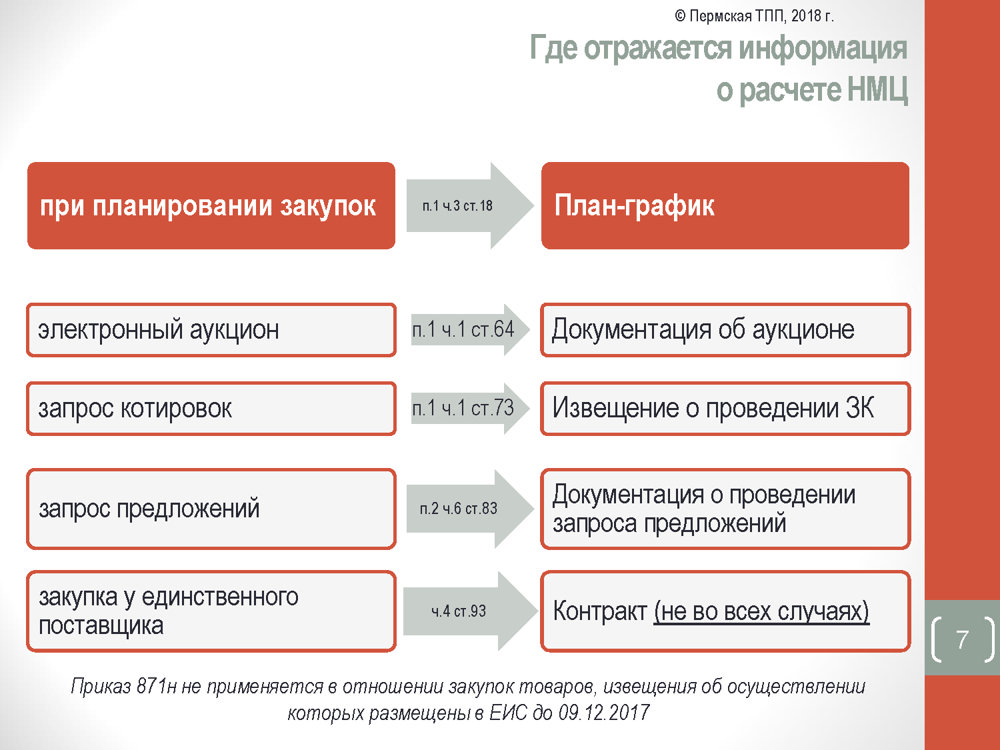 © Пермская ТПП, 2018 г.
Где отражается информация
о расчете НМЦ
при планировании закупок
п.1 ч.3 ст.18
План-график
электронный аукцион
п.1 ч.1 ст.64
Документация об аукционе
запрос котировок
п.1 ч.1 ст.73
Извещение о проведении ЗК
запрос предложений
п.2 ч.6 ст.83
Документация о проведении
запроса предложений
закупка у единственного
поставщика
ч.4 ст.93
Контракт (не во всех случаях)
7
Приказ 871н не применяется в отношении закупок товаров, извещения об осуществлении
которых размещены в ЕИС до 09.12.2017